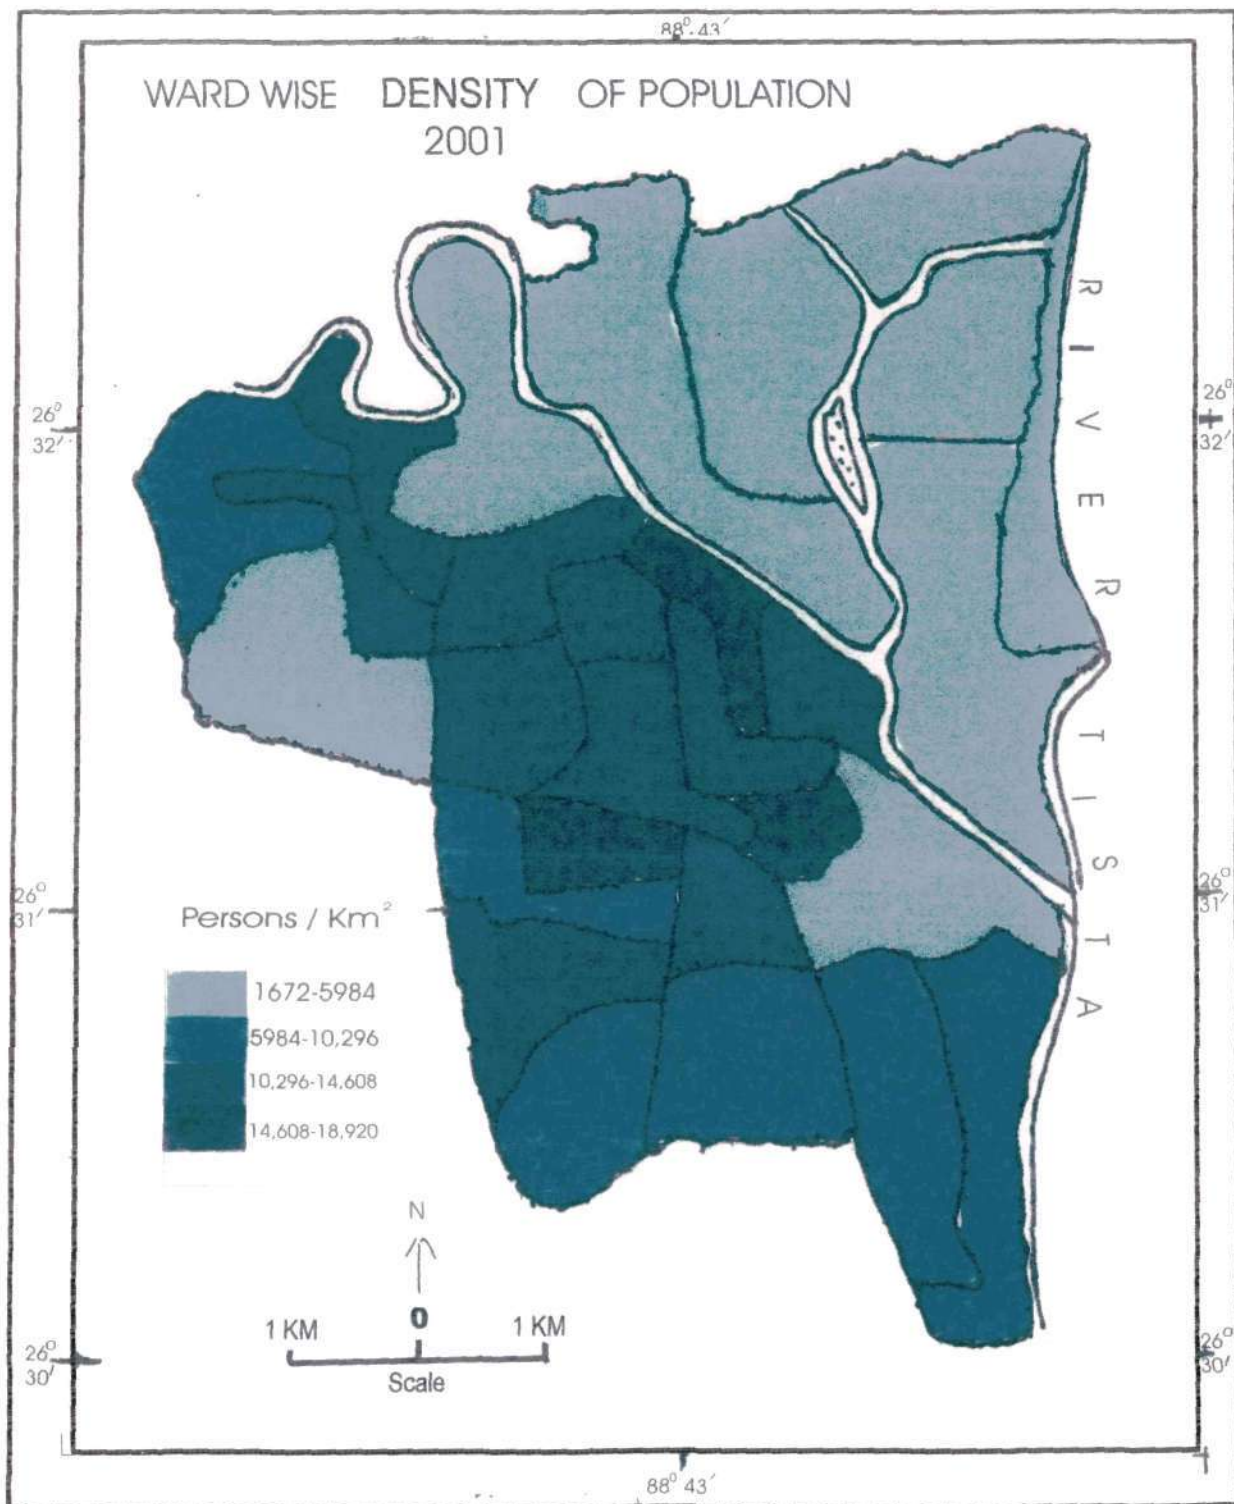 88° 43′
WARD WISE DENSITY OF POPULATION
2001
26° 32′
26° 32′
RIVER TISTA
26° 31′
26° 31′
Persons / Km²
1672-5984
5984-10,296
10,296-14,608
14,608-18,920
N
1 KM 0 1 KM
Scale
26° 30′
26° 30′
88° 43′